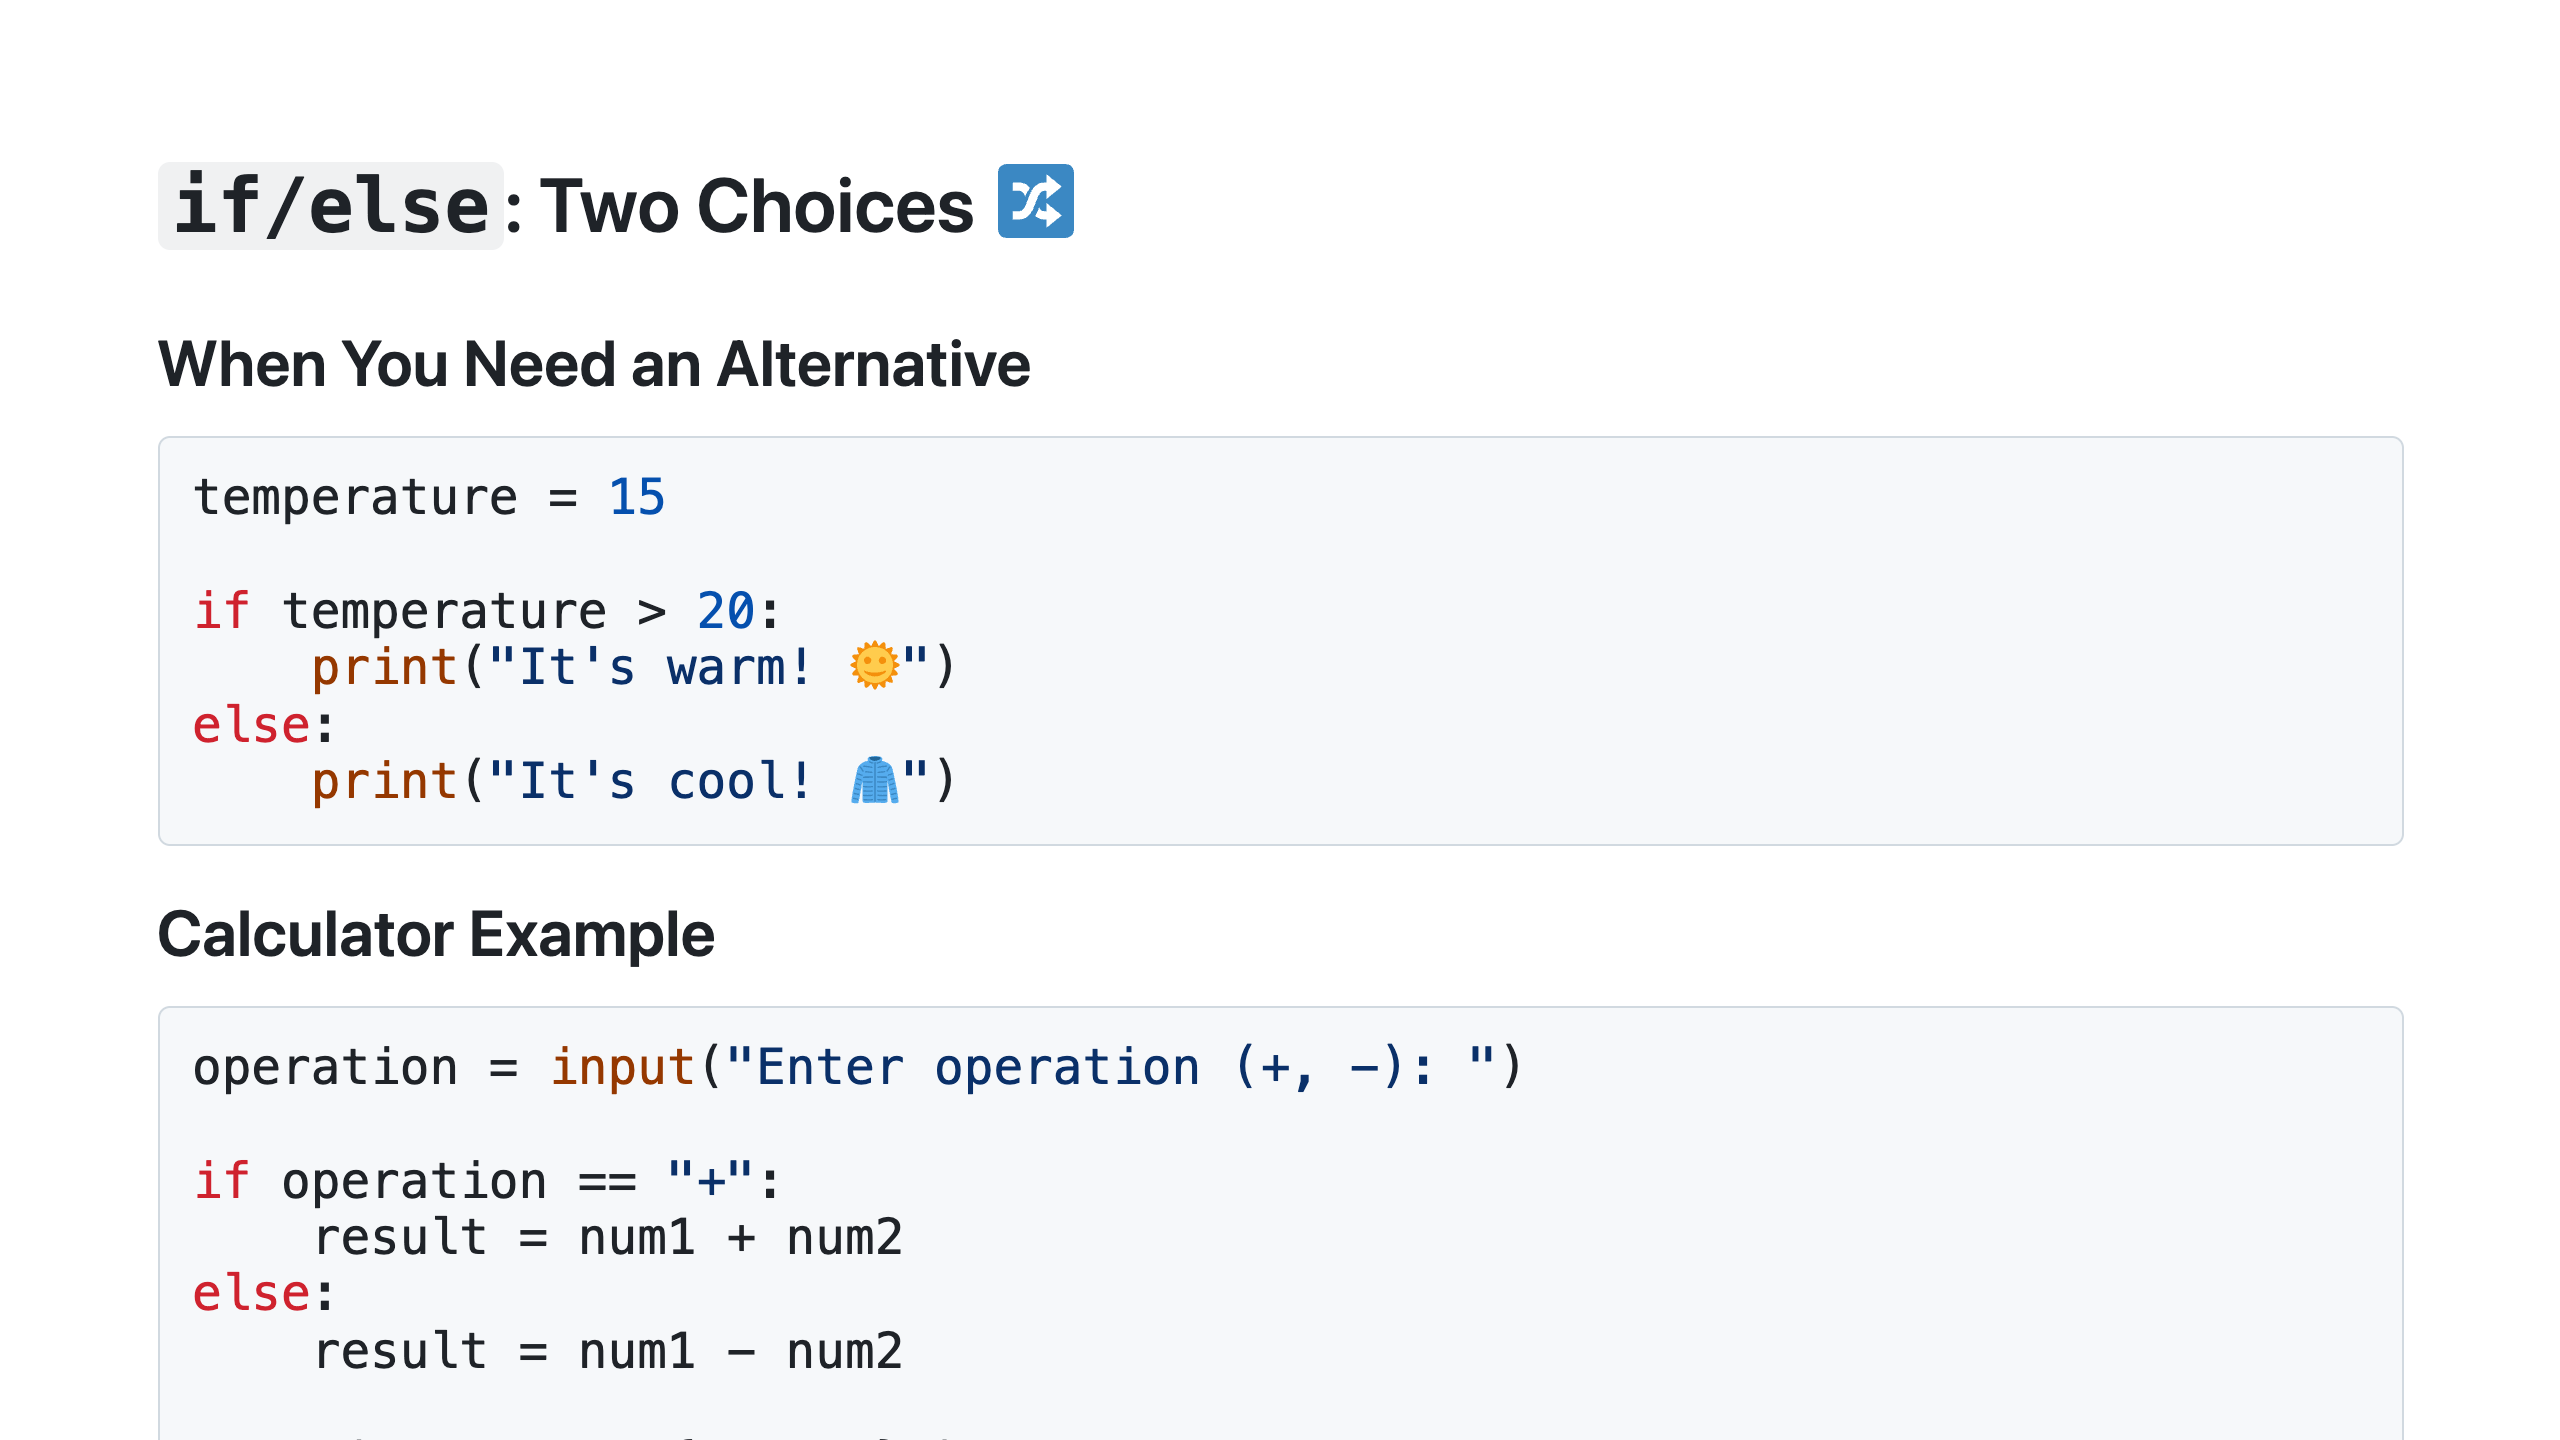 if/else: Two Choices 🔀
When You Need an Alternative
temperature = 15
if temperature > 20:
    print("It's warm! 🌞")
else:
    print("It's cool! 🧥")
Calculator Example
operation = input("Enter operation (+, -): ")
if operation == "+":
    result = num1 + num2
else:
    result = num1 - num2